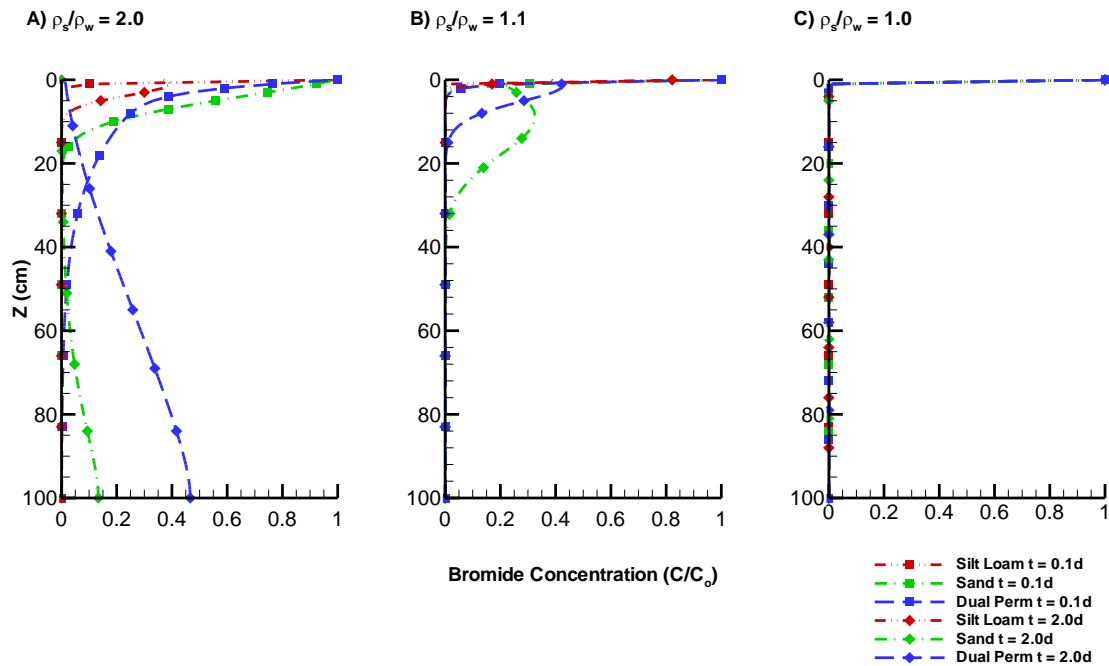 A) ρs/ρw = 2.0
B) ρs/ρw = 1.1
C) ρs/ρw = 1.0
Z (cm)
0
20
40
60
80
100
0 0.2 0.4 0.6 0.8 1
0
20
40
60
80
100
0 0.2 0.4 0.6 0.8 1
0
20
40
60
80
100
0.2 0.4 0.6 0.8 1
Bromide Concentration (C/Co)
Silt Loam t = 0.1d
Sand t = 0.1d
Dual Perm t = 0.1d
Silt Loam t = 2.0d
Sand t = 2.0d
Dual Perm t = 2.0d